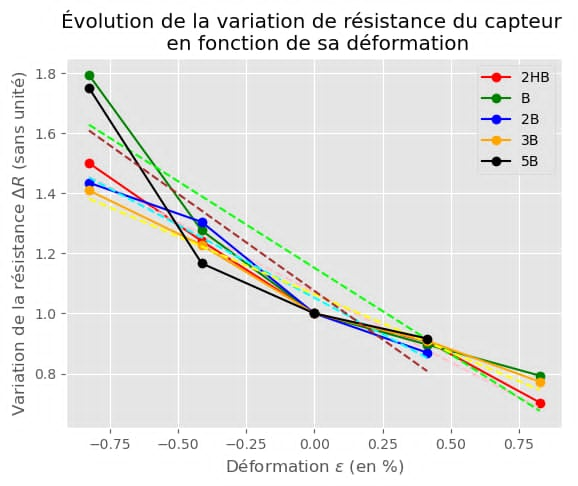 Évolution de la variation de résistance du capteur
en fonction de sa déformation
Variation de la résistance ΔR (sans unité)
1.8
1.6
1.4
1.2
1.0
0.8
2HB
B
2B
3B
5B
−0.75
−0.50
−0.25
0.00
0.25
0.50
0.75
Déformation ε (en %)